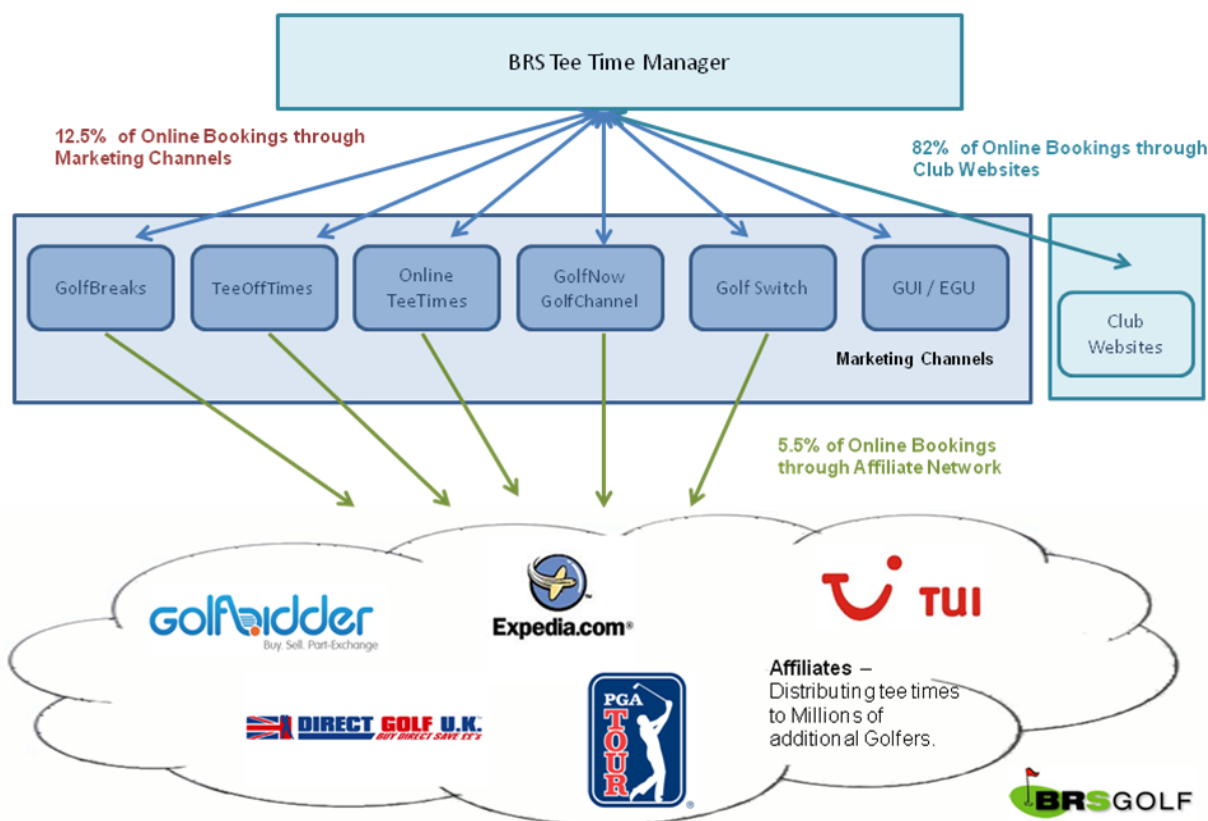 BRS Tee Time Manager
12.5% of Online Bookings through
Marketing Channels
82% of Online Bookings through
Club Websites
GolfBreaks
TeeOffTimes
Online
TeeTimes
GolfNow
GolfChannel
Golf Switch
GUI / EGU
Club
Websites
Marketing Channels
5.5% of Online Bookings
through Affiliate Network
Golfbidder
Buy. Sell. Part-Exchange
Expedia.com®
TUI
DIRECT GOLF U.K.™
BUY DIRECT SAVE ££'s
PGA
TOUR
®
Affiliates –
Distributing tee times
to Millions of
additional Golfers.
BRSGOLF